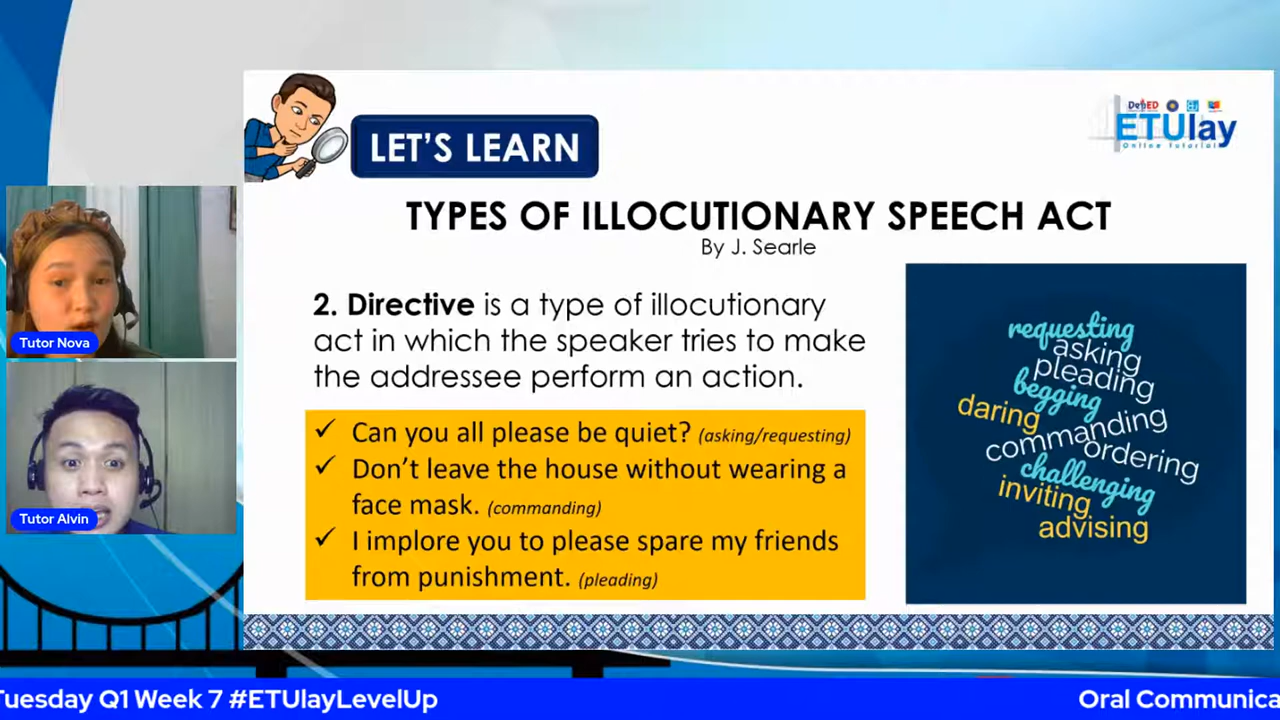 LET'S LEARN
DepED
ETUlay
Online Tutorial
TYPES OF ILLOCUTIONARY SPEECH ACT
By J. Searle
2. Directive is a type of illocutionary
act in which the speaker tries to make
the addressee perform an action.
✓ Can you all please be quiet? (asking/requesting)
✓ Don't leave the house without wearing a
face mask. (commanding)
✓ I implore you to please spare my friends
from punishment. (pleading)
requesting
asking
pleading
begging
daring
commanding
ordering
challenging
inviting
advising
Tutor Nova
Tutor Alvin
Tuesday Q1 Week 7 #ETUlayLevelUp
Oral Communica